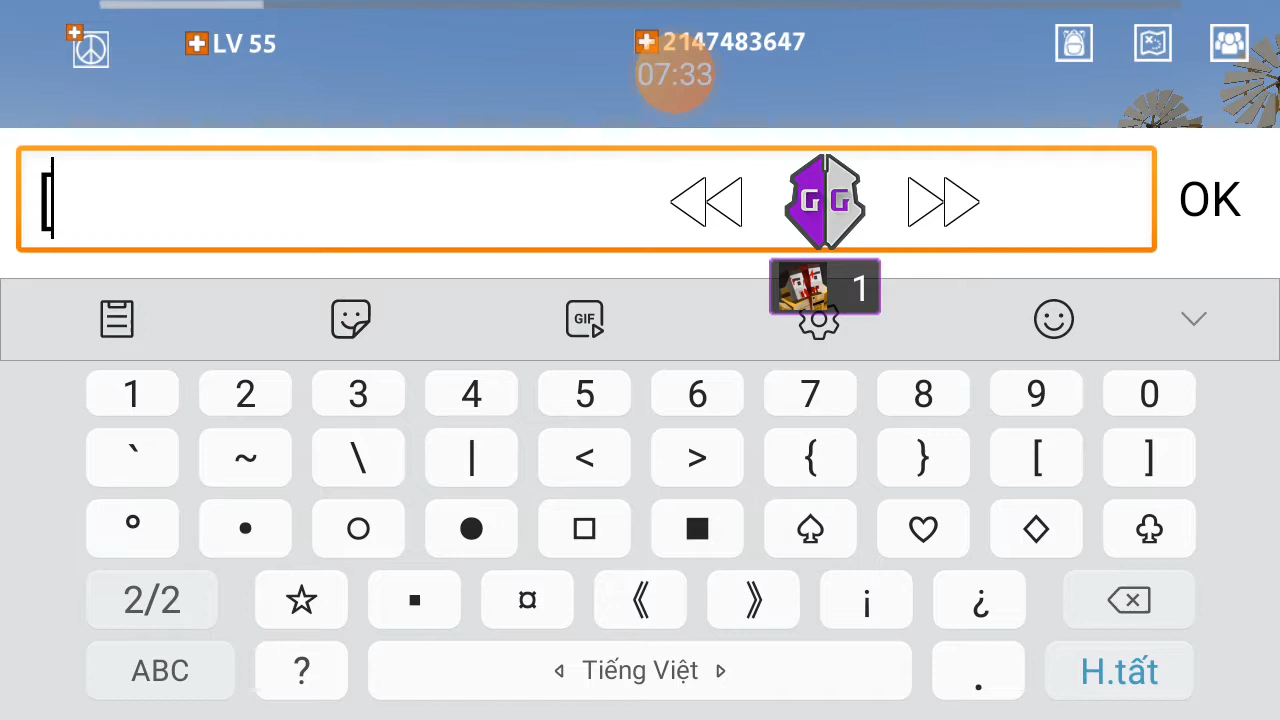 LV 55
2147483647
07:33
[
GG
OK
1
GIF
1 2 3 4 5 6 7 8 9 0
` ~ \ | < > { } [ ]
° • ○ ● □ ■ ♤ ♡ ◇ ♧
2/2 ☆ ▪ ¤ 《 》 ¡ ¿
ABC ? Tiếng Việt . H.tất